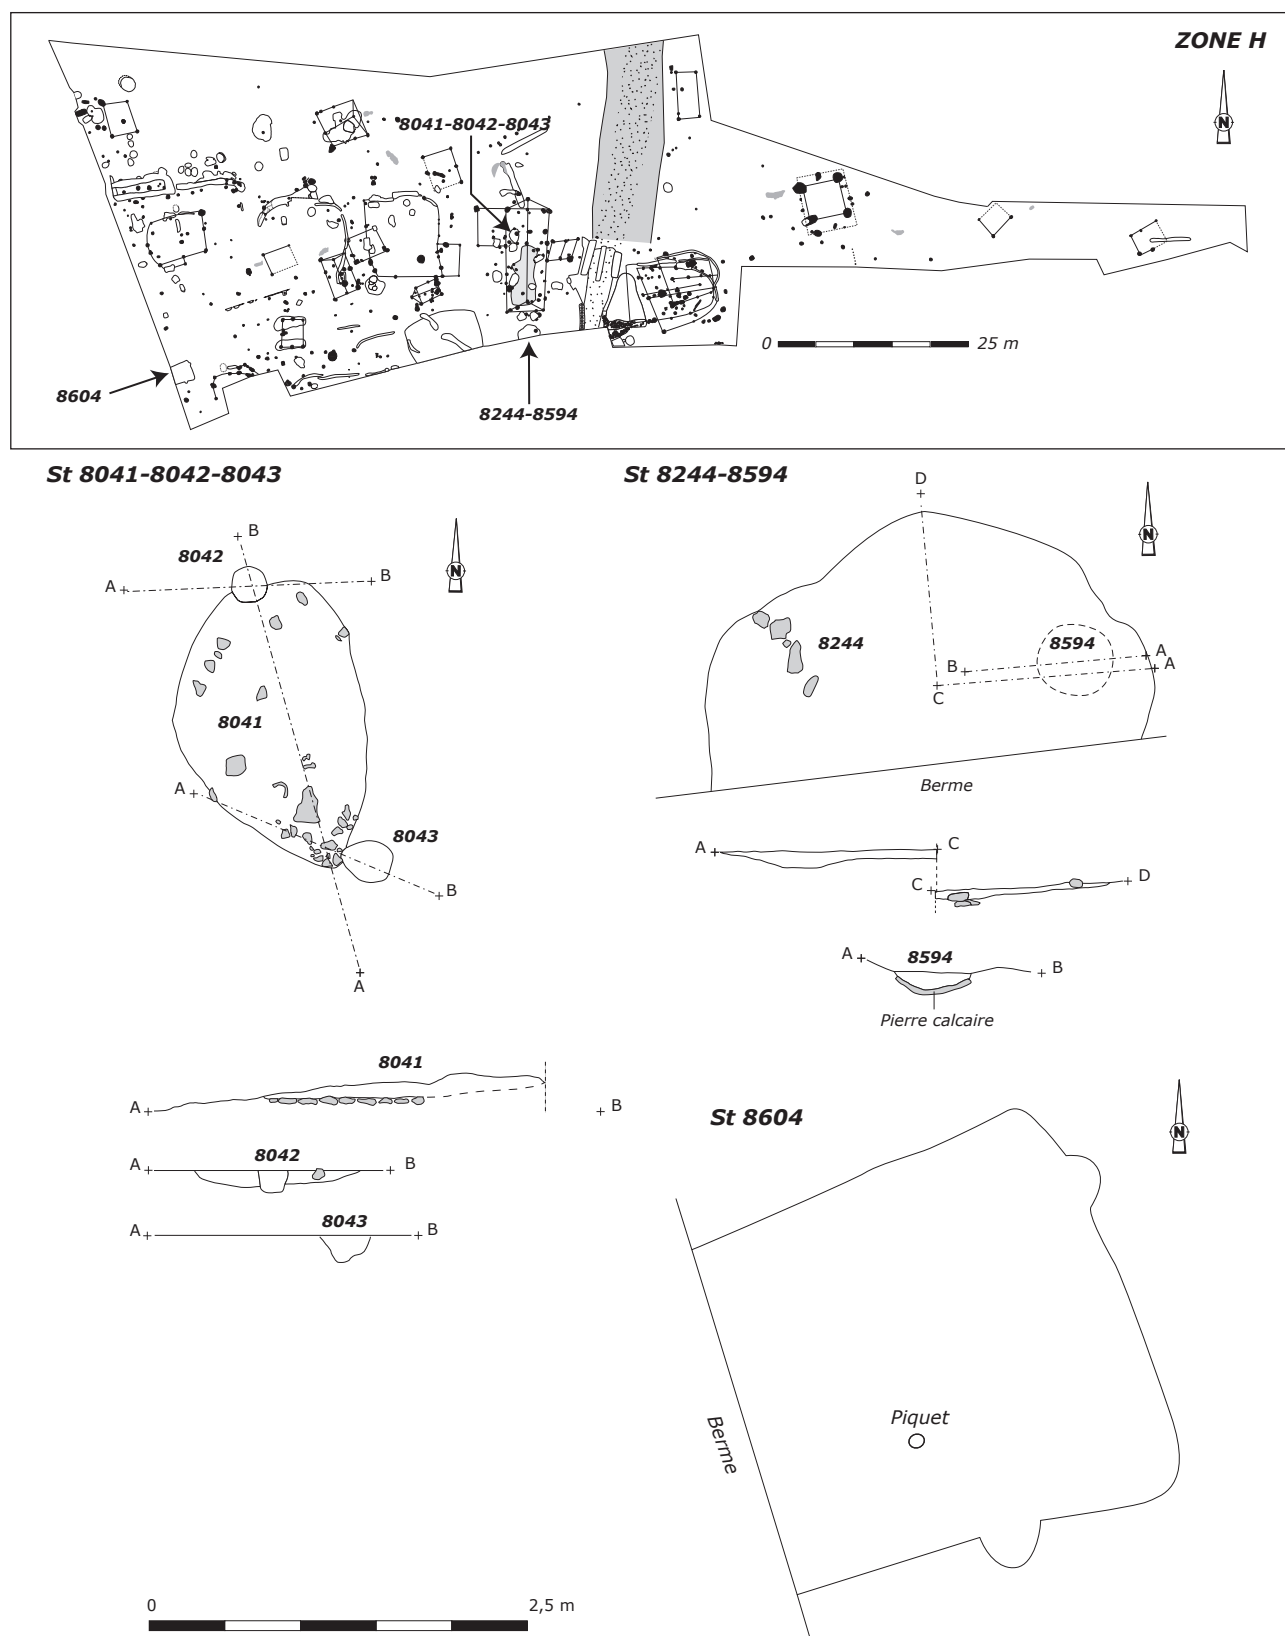 ZONE H
N
8041-8042-8043
0 25 m
8604
8244-8594
St 8041-8042-8043
B
8042
A B
N
8041
A
8043
B
A
St 8244-8594
D
N
8244
8594
B A
A
C
Berme
A C
C D
A 8594 B
Pierre calcaire
8041
A B
8042
A B
8043
A B
St 8604
N
Piquet
Berme
0 2,5 m